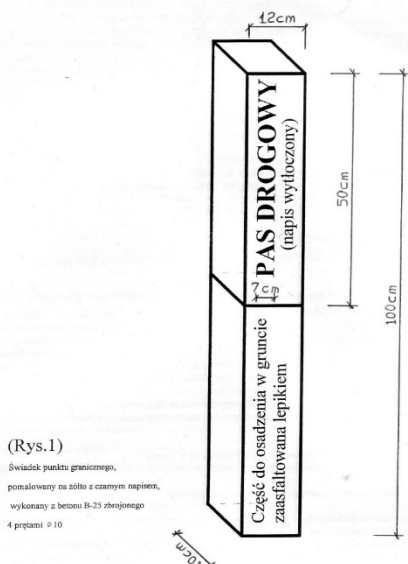 12cm
PAS DROGOWY
(napis wytłoczony)
50cm
7cm
100cm
Część do osadzenia w gruncie
zaasfaltowana lepikiem
(Rys.1)
Świadek punktu granicznego,
pomalowany na żółto z czarnym napisem,
wykonany z betonu B-25 zbrojonego
4 prętami ⌀10
10cm